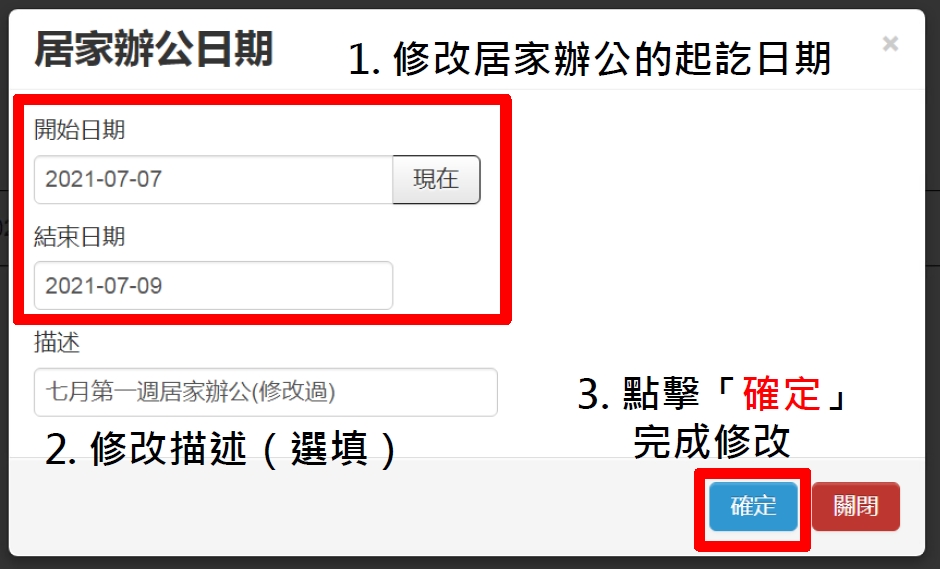 居家辦公日期
1. 修改居家辦公的起訖日期
×
開始日期
2021-07-07
現在
結束日期
2021-07-09
描述
七月第一週居家辦公(修改過)
2. 修改描述（選填）
3. 點擊「確定」
完成修改
確定
關閉